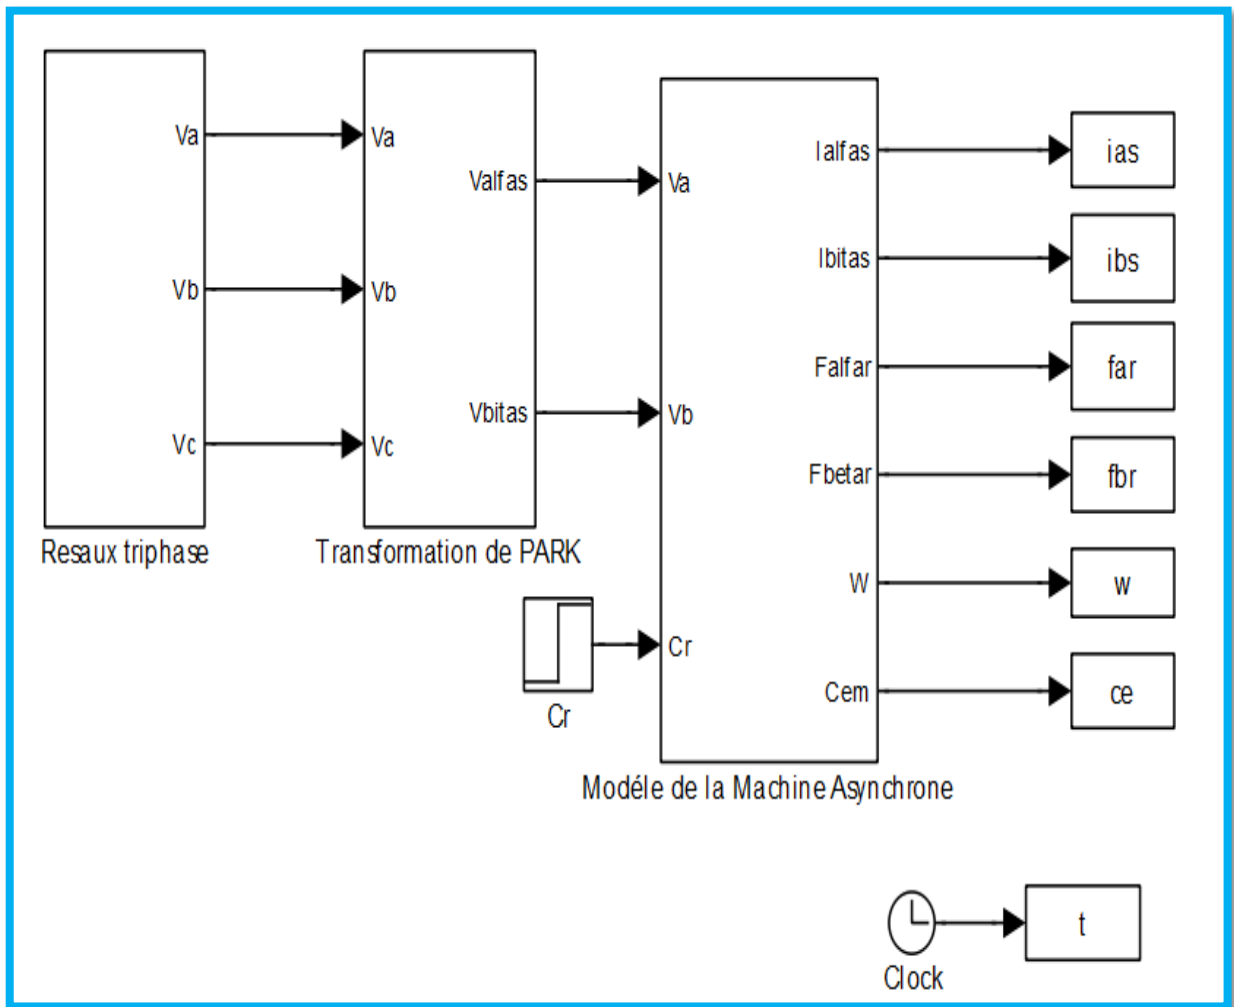 Va
Vb
Vc
Resaux triphase
Va
Vb
Vc
Valfas
Vbitas
Transformation de PARK
Cr
Va
Vb
Cr
Ialfas
Ibitas
Falfar
Fbetar
W
Cem
Modéle de la Machine Asynchrone
ias
ibs
far
fbr
w
ce
Clock
t